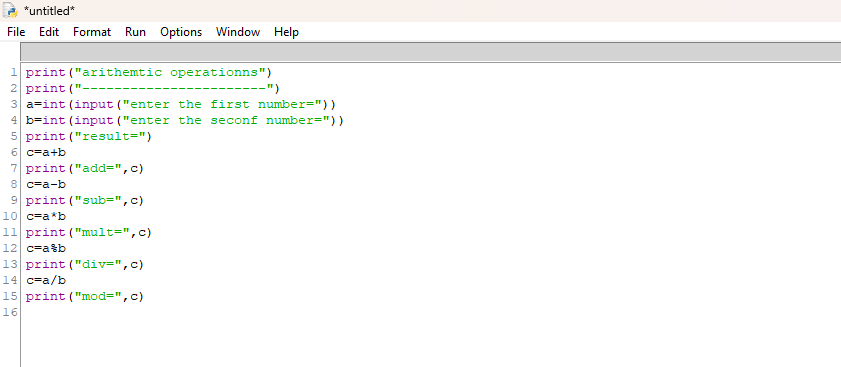 *untitled*
File Edit Format Run Options Window Help
1 print("arithemtic operationns")
2 print("-----------------------")
3 a=int(input("enter the first number="))
4 b=int(input("enter the seconf number="))
5 print("result=")
6 c=a+b
7 print("add=",c)
8 c=a-b
9 print("sub=",c)
10 c=a*b
11 print("mult=",c)
12 c=a%b
13 print("div=",c)
14 c=a/b
15 print("mod=",c)
16